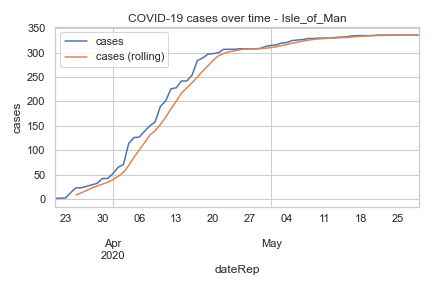 COVID-19 cases over time - Isle_of_Man
350
300
250
200
150
100
50
0
cases
cases
cases (rolling)
23 30 06 13 20 27 04 11 18 25
Apr May
2020
dateRep